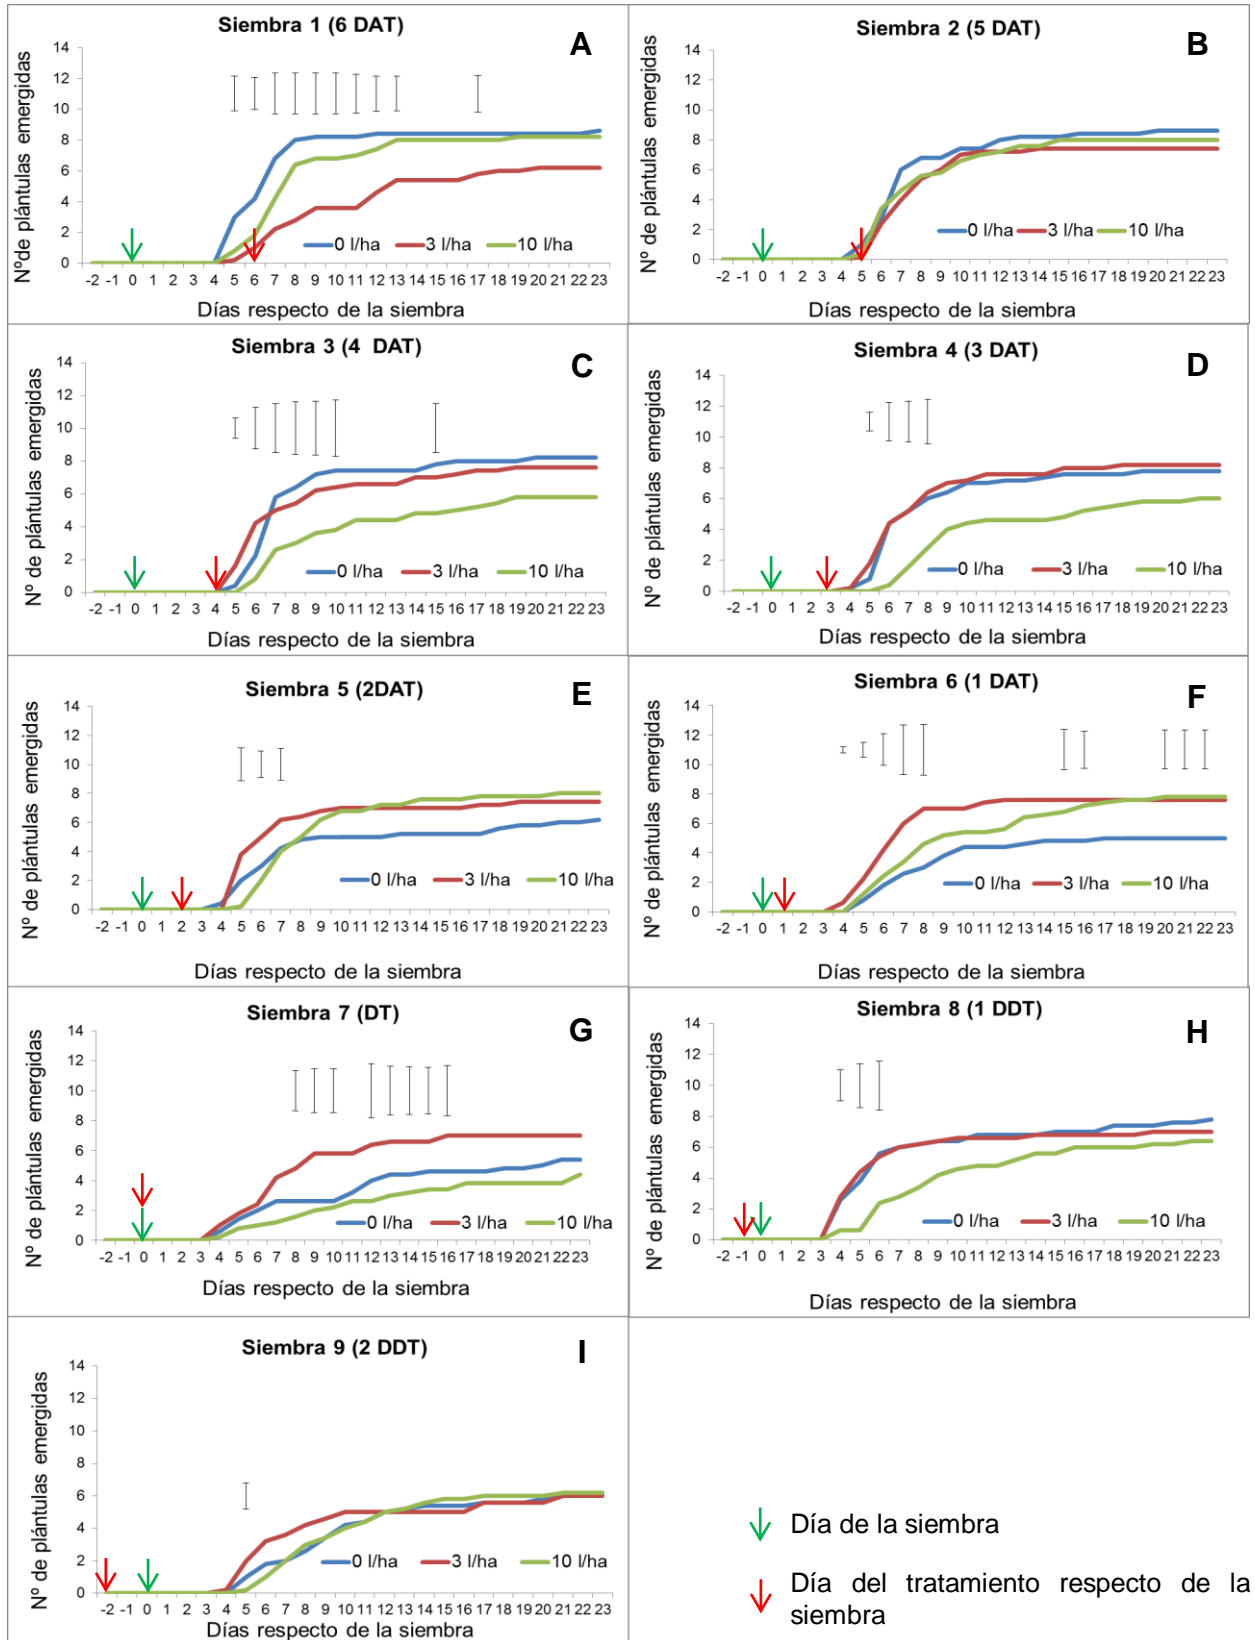 Siembra 1 (6 DAT)
A
Nºde plántulas emergidas
14
12
10
8
6
4
2
0
0 l/ha 3 l/ha 10 l/ha
-2 -1 0 1 2 3 4 5 6 7 8 9 10 11 12 13 14 15 16 17 18 19 20 21 22 23
Días respecto de la siembra
Siembra 2 (5 DAT)
B
Nº de plántulas emergidas
14
12
10
8
6
4
2
0
0 l/ha 3 l/ha 10 l/ha
-2 -1 0 1 2 3 4 5 6 7 8 9 10 11 12 13 14 15 16 17 18 19 20 21 22 23
Días respecto de la siembra
Siembra 3 (4 DAT)
C
Nº de plántulas emergidas
14
12
10
8
6
4
2
0
0 l/ha 3 l/ha 10 l/ha
-2 -1 0 1 2 3 4 5 6 7 8 9 10 11 12 13 14 15 16 17 18 19 20 21 22 23
Días respecto de la siembra
Siembra 4 (3 DAT)
D
Nº de plántulas emergidas
14
12
10
8
6
4
2
0
0 l/ha 3 l/ha 10 l/ha
-2 -1 0 1 2 3 4 5 6 7 8 9 10 11 12 13 14 15 16 17 18 19 20 21 22 23
Días respecto de la siembra
Siembra 5 (2DAT)
E
Nº de plántulas emergidas
14
12
10
8
6
4
2
0
0 l/ha 3 l/ha 10 l/ha
-2 -1 0 1 2 3 4 5 6 7 8 9 10 11 12 13 14 15 16 17 18 19 20 21 22 23
Días respecto de la siembra
Siembra 6 (1 DAT)
F
Nº de plántulas emergidas
14
12
10
8
6
4
2
0
0 l/ha 3 l/ha 10 l/ha
-2 -1 0 1 2 3 4 5 6 7 8 9 10 11 12 13 14 15 16 17 18 19 20 21 22 23
Días respecto de la siembra
Siembra 7 (DT)
G
Nº de plántulas emergidas
14
12
10
8
6
4
2
0
0 l/ha 3 l/ha 10 l/ha
-2 -1 0 1 2 3 4 5 6 7 8 9 10 11 12 13 14 15 16 17 18 19 20 21 22 23
Días respecto de la siembra
Siembra 8 (1 DDT)
H
Nº de plántulas emergidas
14
12
10
8
6
4
2
0
0 l/ha 3 l/ha 10 l/ha
-2 -1 0 1 2 3 4 5 6 7 8 9 10 11 12 13 14 15 16 17 18 19 20 21 22 23
Días respecto de la siembra
Siembra 9 (2 DDT)
I
Nº de plántulas emergidas
14
12
10
8
6
4
2
0
0 l/ha 3 l/ha 10 l/ha
-2 -1 0 1 2 3 4 5 6 7 8 9 10 11 12 13 14 15 16 17 18 19 20 21 22 23
Días respecto de la siembra
Día de la siembra
Día del tratamiento respecto de la
siembra